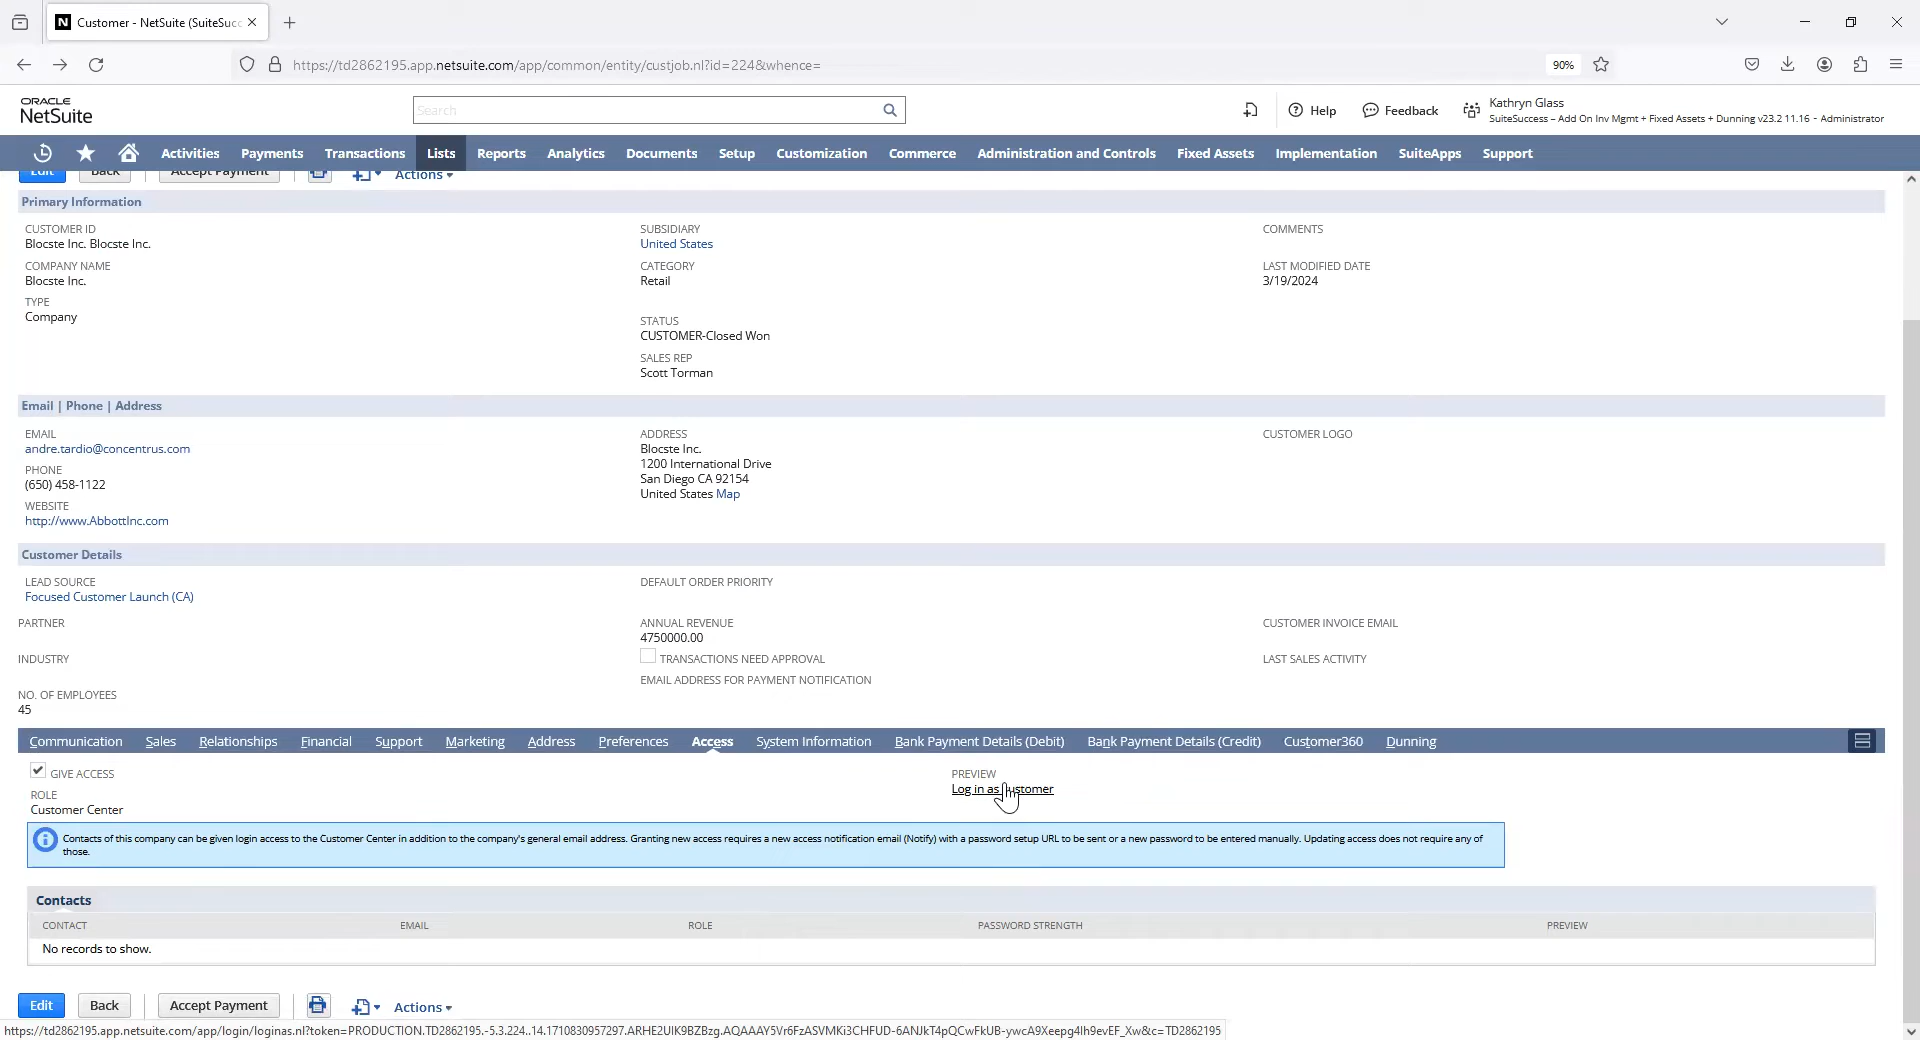 Customer - NetSuite (SuiteSucc
https://td2862195.app.netsuite.com/app/common/entity/custjob.nl?id=224&whence=
90%
ORACLE
NetSuite
Search
Help
Feedback
Kathryn Glass
SuiteSuccess – Add On Inv Mgmt + Fixed Assets + Dunning v23.2 11.16 - Administrator
Activities Payments Transactions Lists Reports Analytics Documents Setup Customization Commerce Administration and Controls Fixed Assets Implementation SuiteApps Support
Edit Back Accept Payment Actions
Primary Information
CUSTOMER ID
Blocste Inc. Blocste Inc.
COMPANY NAME
Blocste Inc.
TYPE
Company
SUBSIDIARY
United States
CATEGORY
Retail
STATUS
CUSTOMER-Closed Won
SALES REP
Scott Torman
COMMENTS
LAST MODIFIED DATE
3/19/2024
Email | Phone | Address
EMAIL
andre.tardio@concentrus.com
PHONE
(650) 458-1122
WEBSITE
http://www.AbbottInc.com
ADDRESS
Blocste Inc.
1200 International Drive
San Diego CA 92154
United States Map
CUSTOMER LOGO
Customer Details
LEAD SOURCE
Focused Customer Launch (CA)
PARTNER
INDUSTRY
NO. OF EMPLOYEES
45
DEFAULT ORDER PRIORITY
ANNUAL REVENUE
4750000.00
TRANSACTIONS NEED APPROVAL
EMAIL ADDRESS FOR PAYMENT NOTIFICATION
CUSTOMER INVOICE EMAIL
LAST SALES ACTIVITY
Communication Sales Relationships Financial Support Marketing Address Preferences Access System Information Bank Payment Details (Debit) Bank Payment Details (Credit) Customer360 Dunning
GIVE ACCESS
ROLE
Customer Center
PREVIEW
Log in as Customer
Contacts of this company can be given login access to the Customer Center in addition to the company's general email address. Granting new access requires a new access notification email (Notify) with a password setup URL to be sent or a new password to be entered manually. Updating access does not require any of
those.
Contacts
CONTACT EMAIL ROLE PASSWORD STRENGTH PREVIEW
No records to show.
Edit Back Accept Payment Actions